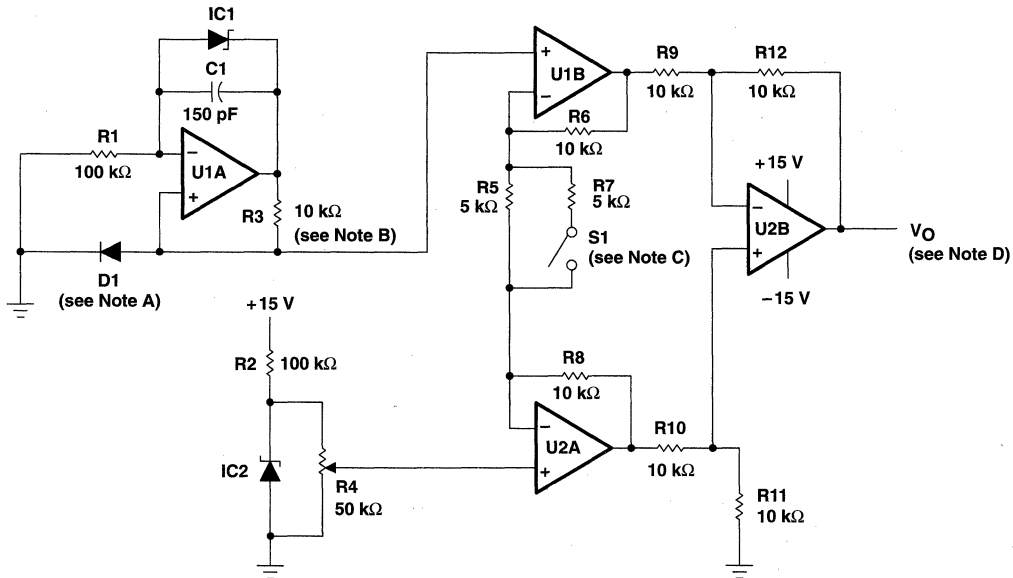 IC1
C1
150 pF
R1
100 kΩ
−
U1A
+
R3
10 kΩ
(see Note B)
D1
(see Note A)
+15 V
R2
100 kΩ
IC2
R4
50 kΩ
+
U1B
−
R6
10 kΩ
R5
5 kΩ
R7
5 kΩ
S1
(see Note C)
R8
10 kΩ
−
U2A
+
R9
10 kΩ
R12
10 kΩ
+15 V
−
U2B
+
−15 V
VO
(see Note D)
R10
10 kΩ
R11
10 kΩ